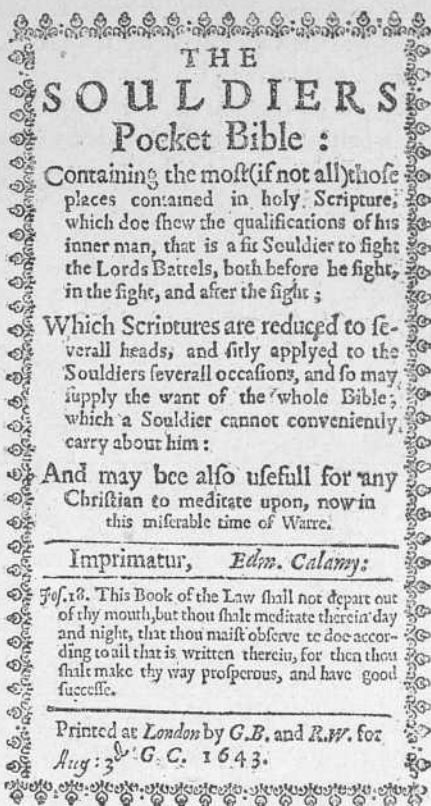 THE
SOULDIERS
Pocket Bible :
Containing the moſt(if not all)thoſe
places contained in holy Scripture,
which doe ſhew the qualifications of his
inner man, that is a fit Souldier to fight
the Lords Battels, both before he fight,
in the fight, and after the fight ;
Which Scriptures are reduced to ſe-
verall heads, and fitly applyed to the
Souldiers ſeverall occaſions, and ſo may
ſupply the want of the whole Bible ;
which a Souldier cannot conveniently
carry about him :
And may bee alſo uſefull for any
Chriſtian to meditate upon, now in
this miſerable time of Warre.
Imprimatur, Edm. Calamy:
Joſ.18. This Book of the Law ſhall not depart out
of thy mouth,but thou ſhalt meditate therein day
and night, that thou maiſt obſerve to doe accor-
ding to all that is written therein, for then thou
ſhalt make thy way proſperous, and have good
ſucceſſe.
Printed at London by G.B. and R.W. for
Aug: 3d G. C. 1643.